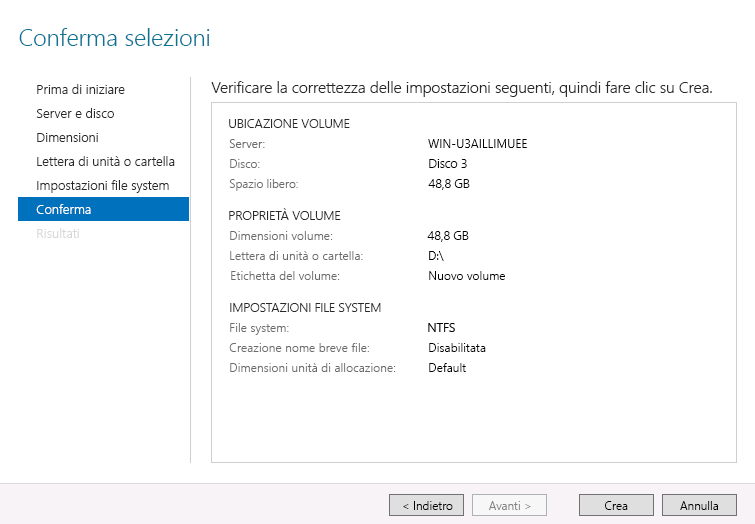 Conferma selezioni
Prima di iniziare
Server e disco
Dimensioni
Lettera di unità o cartella
Impostazioni file system
Conferma
Risultati
Verificare la correttezza delle impostazioni seguenti, quindi fare clic su Crea.
UBICAZIONE VOLUME
Server: WIN-U3AILLIMUEE
Disco: Disco 3
Spazio libero: 48,8 GB
PROPRIETÀ VOLUME
Dimensioni volume: 48,8 GB
Lettera di unità o cartella: D:\
Etichetta del volume: Nuovo volume
IMPOSTAZIONI FILE SYSTEM
File system: NTFS
Creazione nome breve file: Disabilitata
Dimensioni unità di allocazione: Default
< Indietro Avanti > Crea Annulla